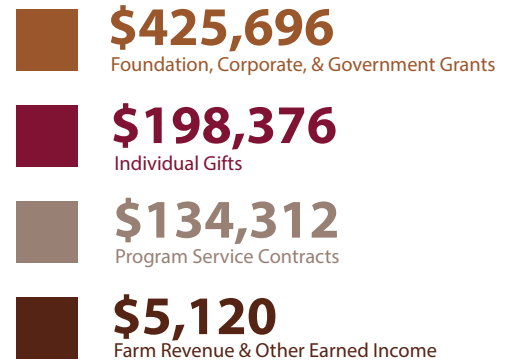 $425,696
Foundation, Corporate, & Government Grants
$198,376
Individual Gifts
$134,312
Program Service Contracts
$5,120
Farm Revenue & Other Earned Income